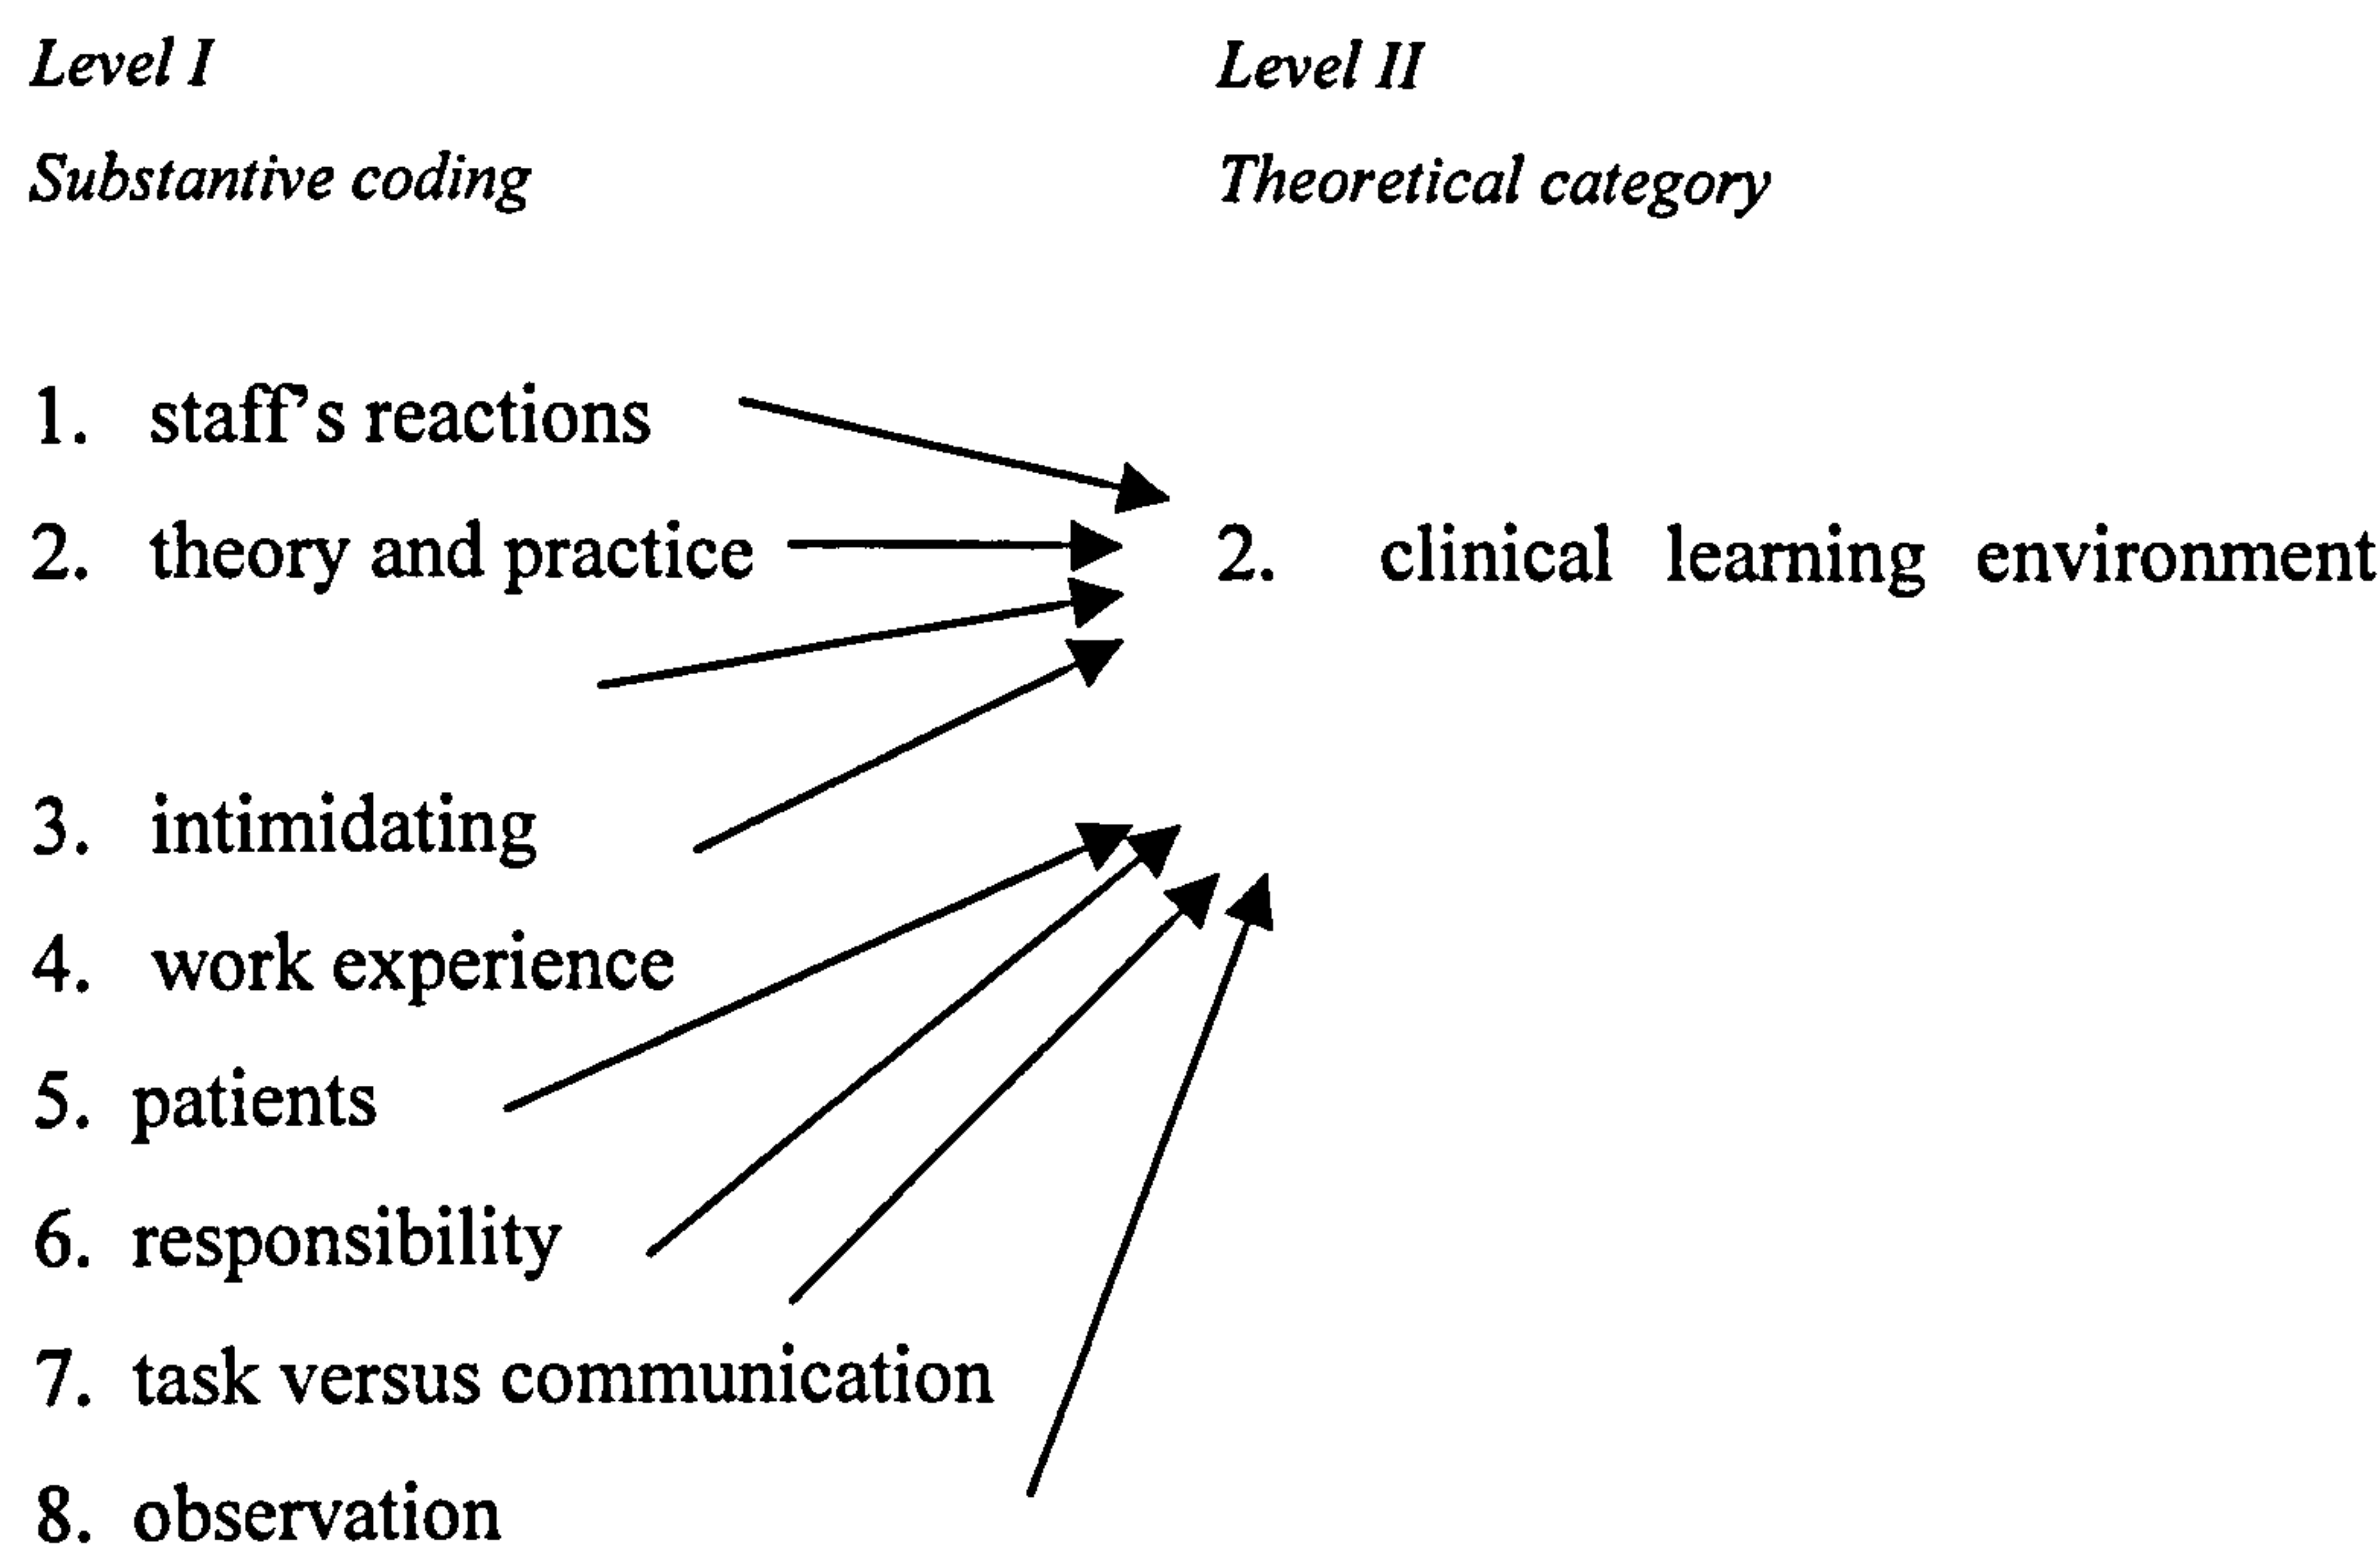 Level I
Level II
Substantive coding
Theoretical category
1. staff's reactions
2. theory and practice
2. clinical learning environment
3. intimidating
4. work experience
5. patients
6. responsibility
7. task versus communication
8. observation